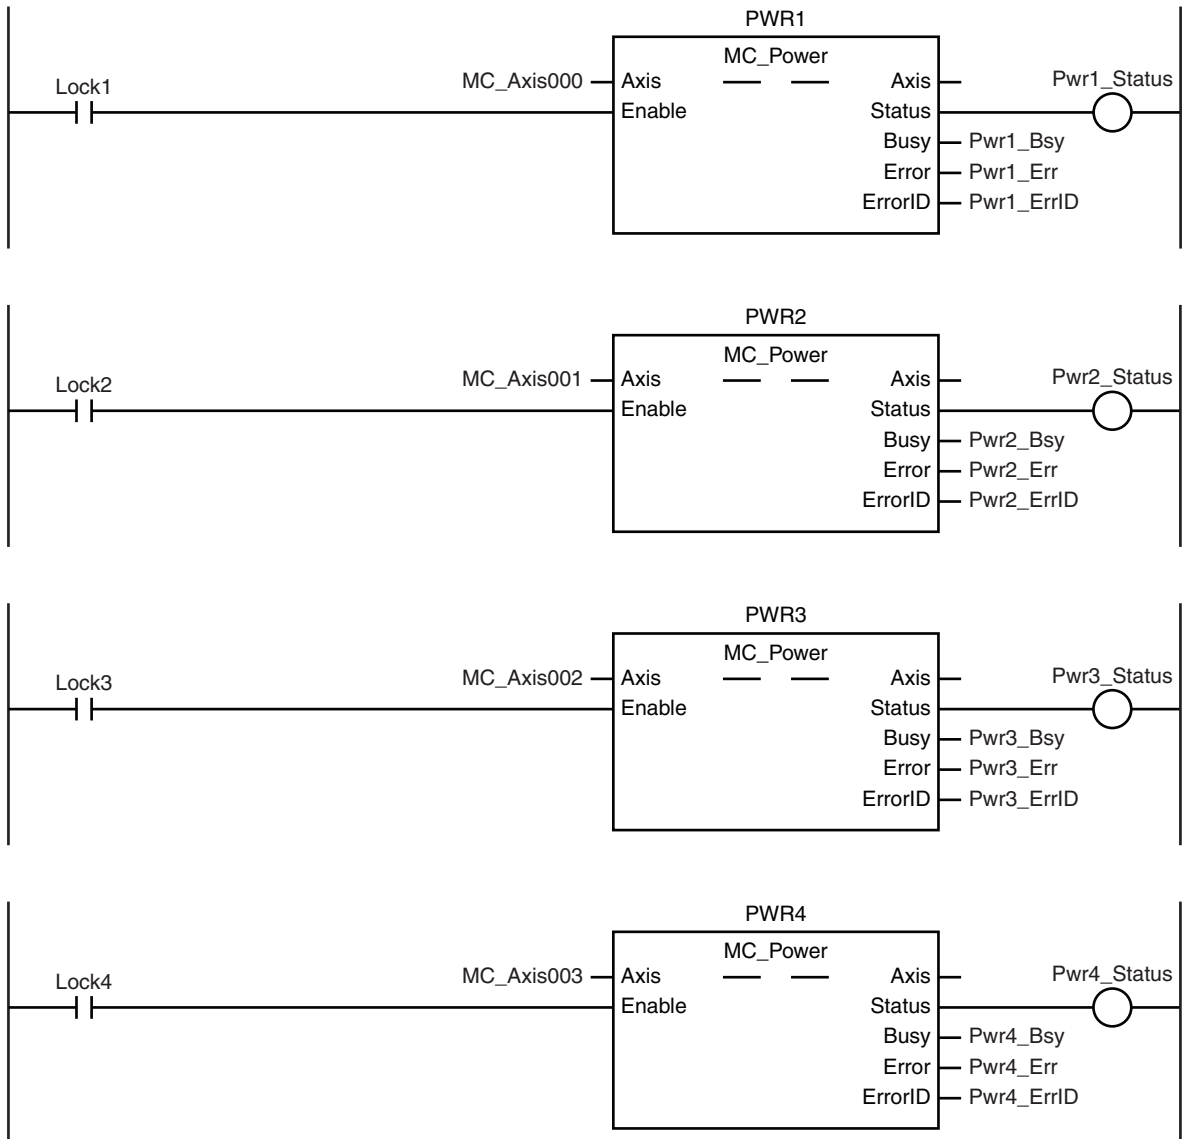 PWR1
MC_Power
Lock1
MC_Axis000 Axis Axis Pwr1_Status
Enable Status
Busy Pwr1_Bsy
Error Pwr1_Err
ErrorID Pwr1_ErrID
PWR2
MC_Power
Lock2
MC_Axis001 Axis Axis Pwr2_Status
Enable Status
Busy Pwr2_Bsy
Error Pwr2_Err
ErrorID Pwr2_ErrID
PWR3
MC_Power
Lock3
MC_Axis002 Axis Axis Pwr3_Status
Enable Status
Busy Pwr3_Bsy
Error Pwr3_Err
ErrorID Pwr3_ErrID
PWR4
MC_Power
Lock4
MC_Axis003 Axis Axis Pwr4_Status
Enable Status
Busy Pwr4_Bsy
Error Pwr4_Err
ErrorID Pwr4_ErrID